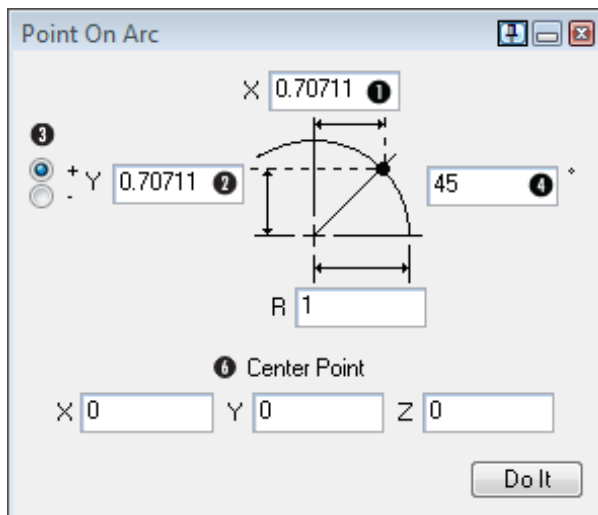 Point On Arc
X 0.70711 1
3
+ Y 0.70711 2
-
45 4 °
R 1
6 Center Point
X 0 Y 0 Z 0
Do It